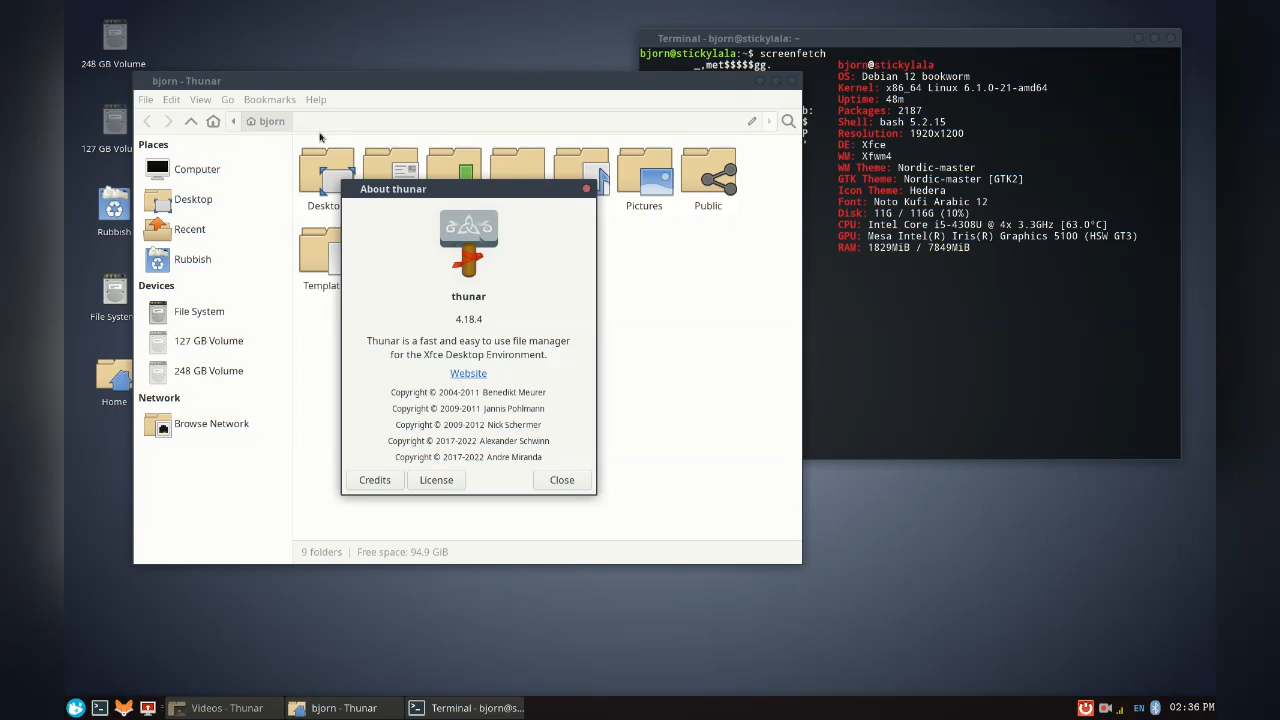 248 GB Volume
127 GB Volu
Rubbish
File System
Home
bjorn - Thunar
File Edit View Go Bookmarks Help
bjorn
Places
Computer
Desktop
Recent
Rubbish
Devices
File System
127 GB Volume
248 GB Volume
Network
Browse Network
Deskto
Pictures
Public
Templat
9 folders | Free space: 94.9 GiB
About thunar
thunar
4.18.4
Thunar is a fast and easy to use file manager
for the Xfce Desktop Environment.
Website
Copyright © 2004-2011 Benedikt Meurer
Copyright © 2009-2011 Jannis Pohlmann
Copyright © 2009-2012 Nick Schermer
Copyright © 2017-2022 Alexander Schwinn
Copyright © 2017-2022 Andre Miranda
Credits
License
Close
Terminal - bjorn@stickylala: ~
bjorn@stickylala:~$ screenfetch
_,met$$$$$gg.
bjorn@stickylala
OS: Debian 12 bookworm
Kernel: x86_64 Linux 6.1.0-21-amd64
Uptime: 48m
Packages: 2187
Shell: bash 5.2.15
Resolution: 1920x1200
DE: Xfce
WM: Xfwm4
WM Theme: Nordic-master
GTK Theme: Nordic-master [GTK2]
Icon Theme: Hedera
Font: Noto Kufi Arabic 12
Disk: 11G / 116G (10%)
CPU: Intel Core i5-4308U @ 4x 3.3GHz [63.0°C]
GPU: Mesa Intel(R) Iris(R) Graphics 5100 (HSW GT3)
RAM: 1829MiB / 7849MiB
Videos - Thunar
bjorn - Thunar
Terminal - bjorn@s...
EN
02:36 PM